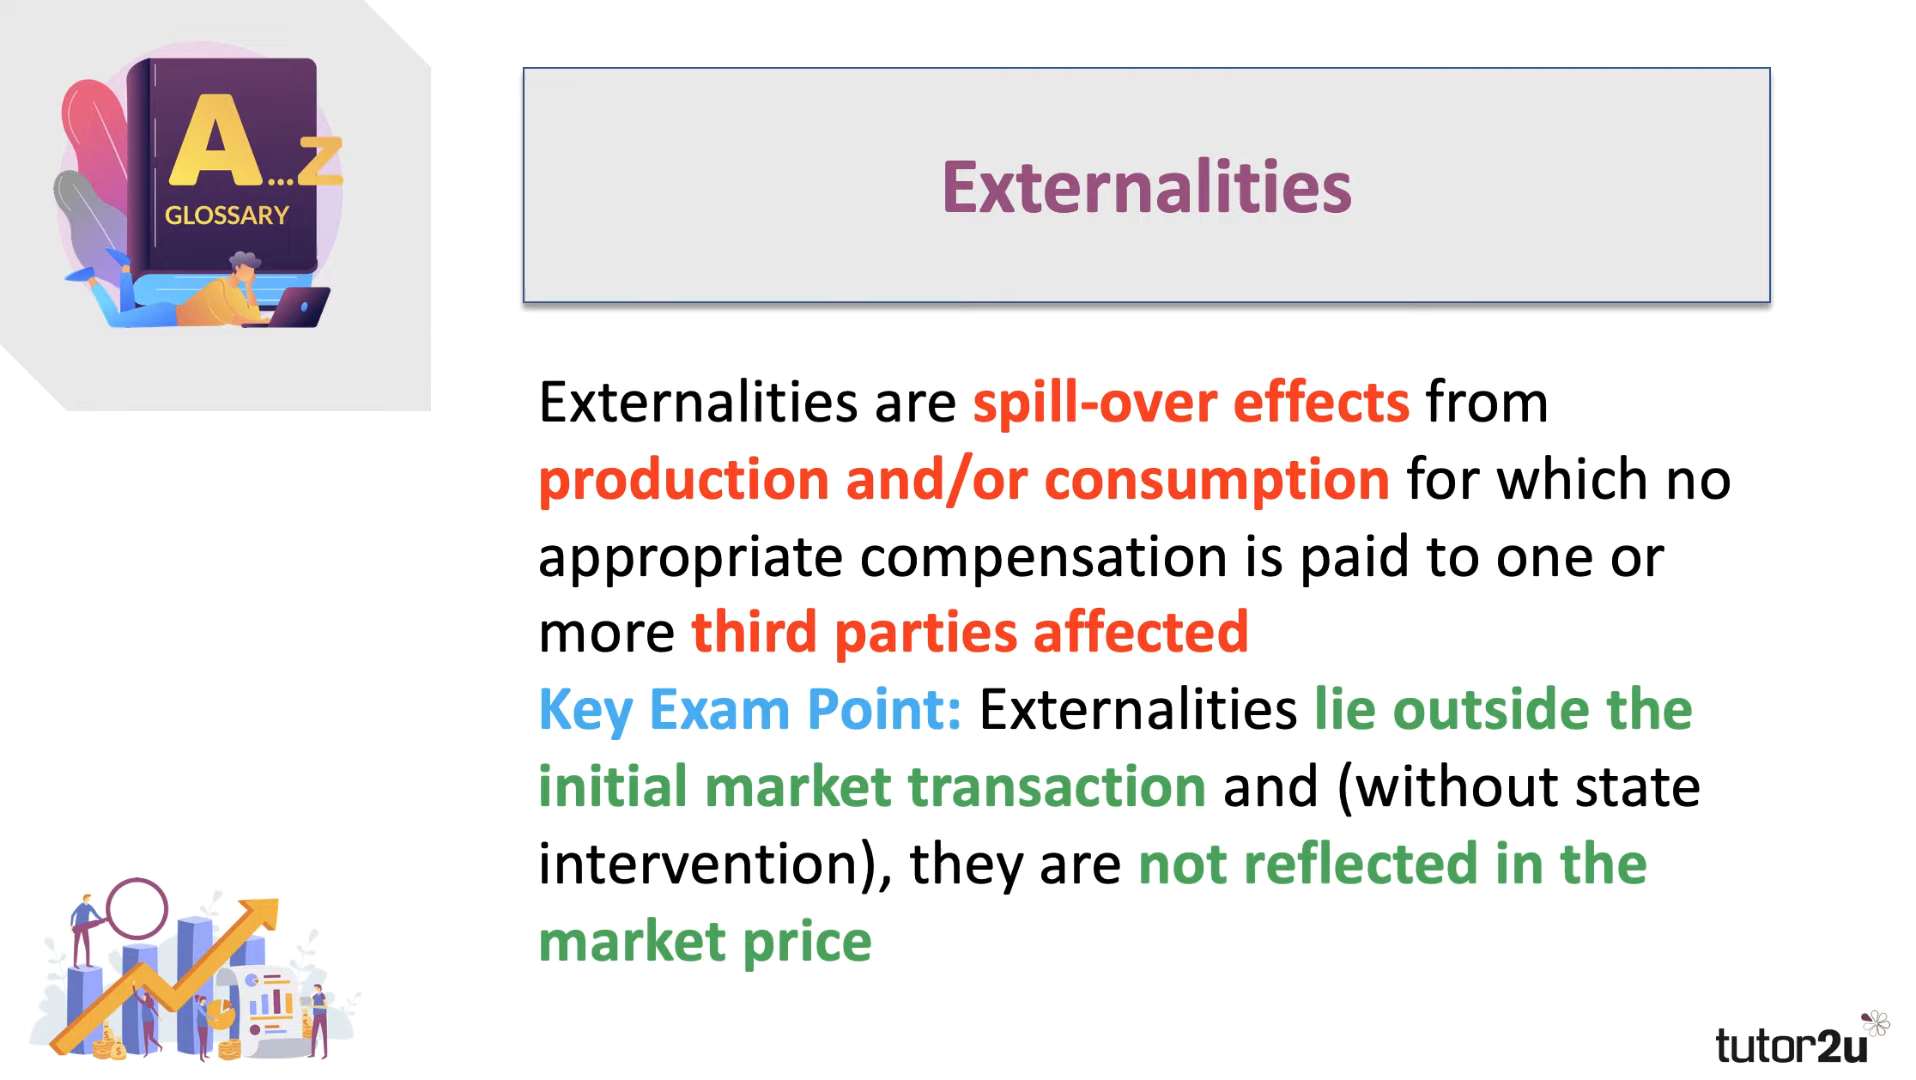 A...Z
GLOSSARY
Externalities
Externalities are spill-over effects from
production and/or consumption for which no
appropriate compensation is paid to one or
more third parties affected
Key Exam Point: Externalities lie outside the
initial market transaction and (without state
intervention), they are not reflected in the
market price
tutor2u